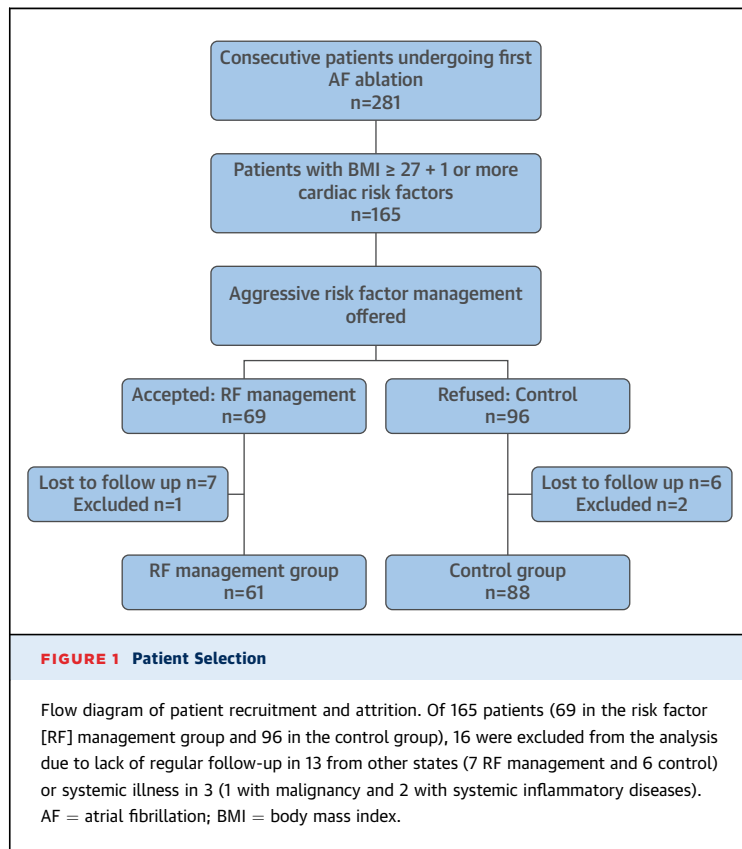 Consecutive patients undergoing first
AF ablation
n=281
Patients with BMI ≥ 27 + 1 or more
cardiac risk factors
n=165
Aggressive risk factor management
offered
Accepted: RF management
n=69
Refused: Control
n=96
Lost to follow up n=7
Excluded n=1
Lost to follow up n=6
Excluded n=2
RF management group
n=61
Control group
n=88
FIGURE 1 Patient Selection
Flow diagram of patient recruitment and attrition. Of 165 patients (69 in the risk factor
[RF] management group and 96 in the control group), 16 were excluded from the analysis
due to lack of regular follow-up in 13 from other states (7 RF management and 6 control)
or systemic illness in 3 (1 with malignancy and 2 with systemic inflammatory diseases).
AF = atrial fibrillation; BMI = body mass index.